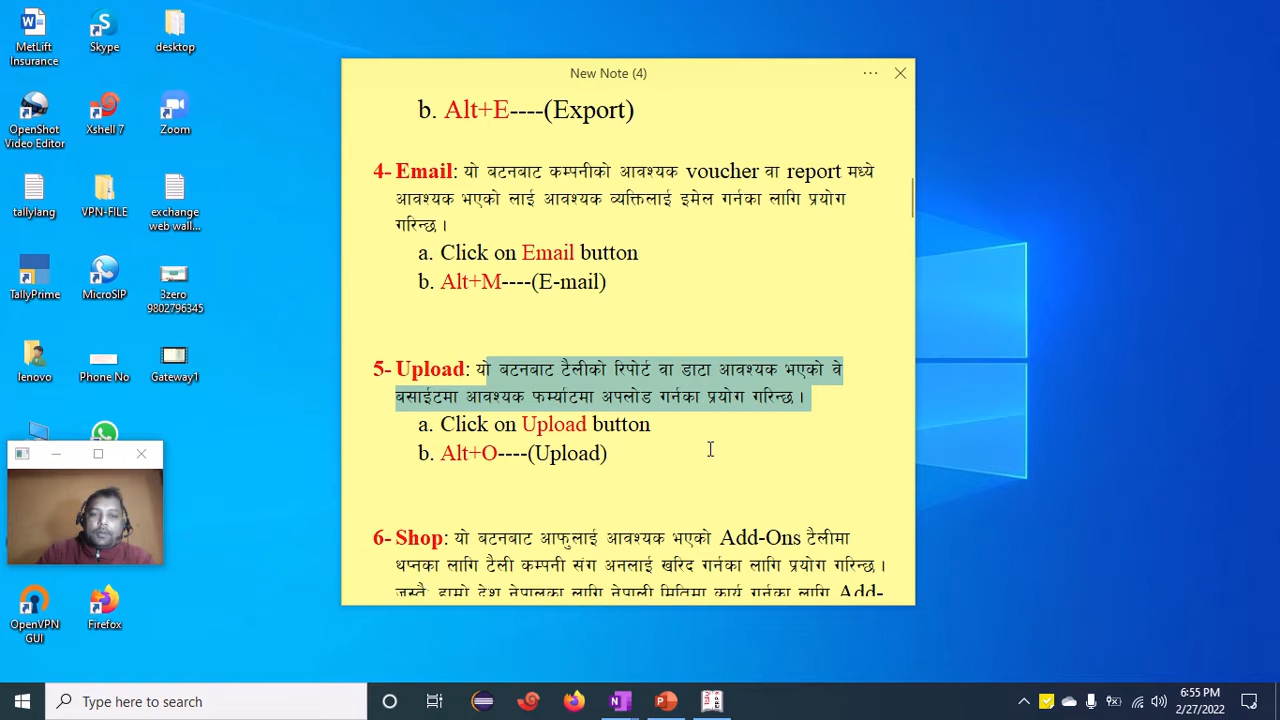 MetLift
Insurance
Skype
desktop
OpenShot
Video Editor
Xshell 7
Zoom
tallylang
VPN-FILE
exchange
web wall...
TallyPrime
MicroSIP
3zero
9802796345
lenovo
Phone No
Gateway1
OpenVPN
GUI
Firefox
New Note (4)
b. Alt+E----(Export)
4- Email: यो बटनबाट कम्पनीको आवश्यक voucher वा report मध्ये
आवश्यक भएको लाई आवश्यक व्यक्तिलाई इमेल गर्नका लागि प्रयोग
गरिन्छ ।
a. Click on Email button
b. Alt+M----(E-mail)
5- Upload: यो बटनबाट टैलीको रिपोर्ट वा डाटा आवश्यक भएको वे
बसाईटमा आवश्यक फर्म्याटमा अपलोड गर्नका प्रयोग गरिन्छ ।
a. Click on Upload button
b. Alt+O----(Upload)
6- Shop: यो बटनबाट आफुलाई आवश्यक भएको Add-Ons टैलीमा
थप्नका लागि टैली कम्पनी संग अनलाई खरिद गर्नका लागि प्रयोग गरिन्छ ।
जस्तै: हाम्रो देश नेपालका लागि नेपाली मितिमा कार्य गर्नका लागि Add-
Type here to search
6:55 PM
2/27/2022